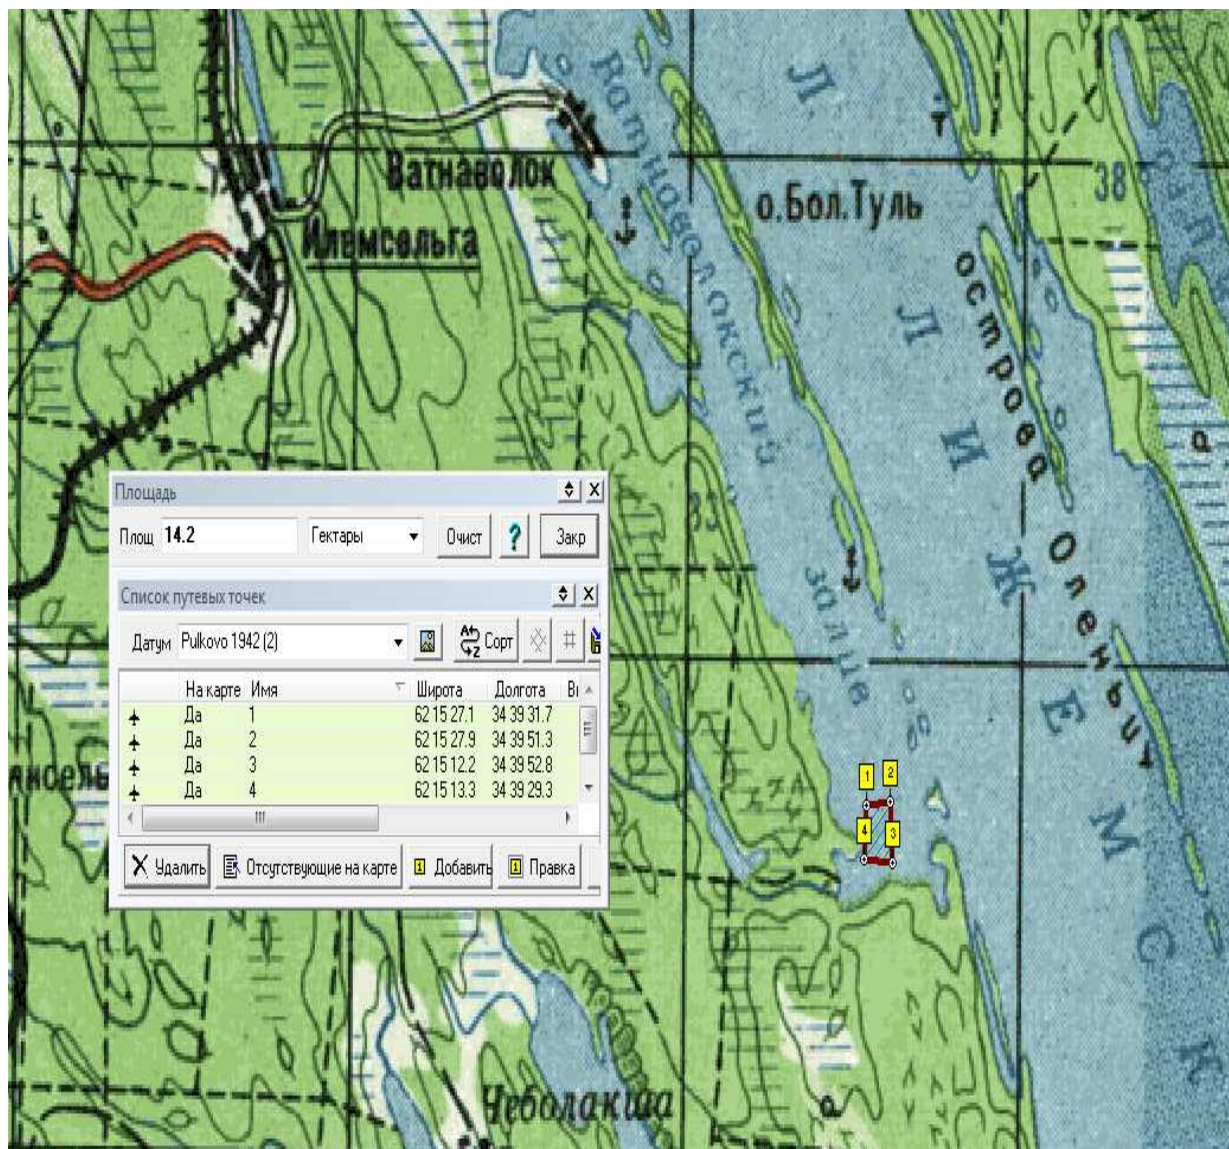 Ватнаволок
Илемсельга
Ватнаволокский
залив
о.Бол.Туль
38
83
т
острова Оленьи
Л И Ж Е М С К
а
Площадь
Площ 14.2 Гектары Очист ? Закр
Список путевых точек
Датум Pulkovo 1942 (2) Сорт
На карте Имя Широта Долгота
Да 1 62 15 27.1 34 39 31.7
Да 2 62 15 27.9 34 39 51.3
Да 3 62 15 12.2 34 39 52.8
Да 4 62 15 13.3 34 39 29.3
Удалить Отсутствующие на карте Добавить Правка
1
2
4
3
Чеболакша
а